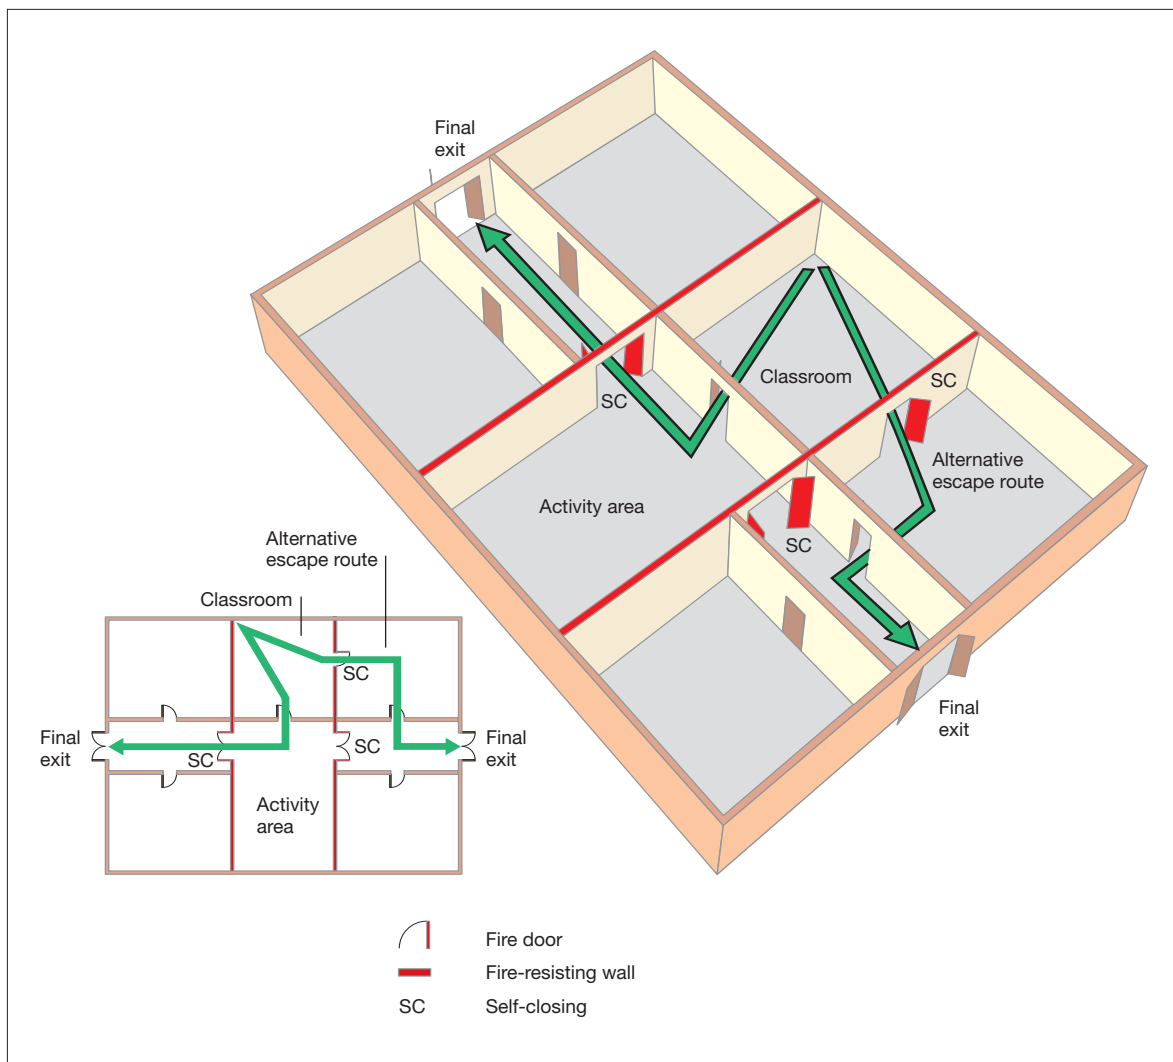 Final
exit
Classroom
SC
SC
Alternative
escape route
Activity area
SC
Final
exit
Alternative
escape route
Classroom
SC
Final
exit
SC
SC
Final
exit
Activity
area
Fire door
Fire-resisting wall
SC
Self-closing